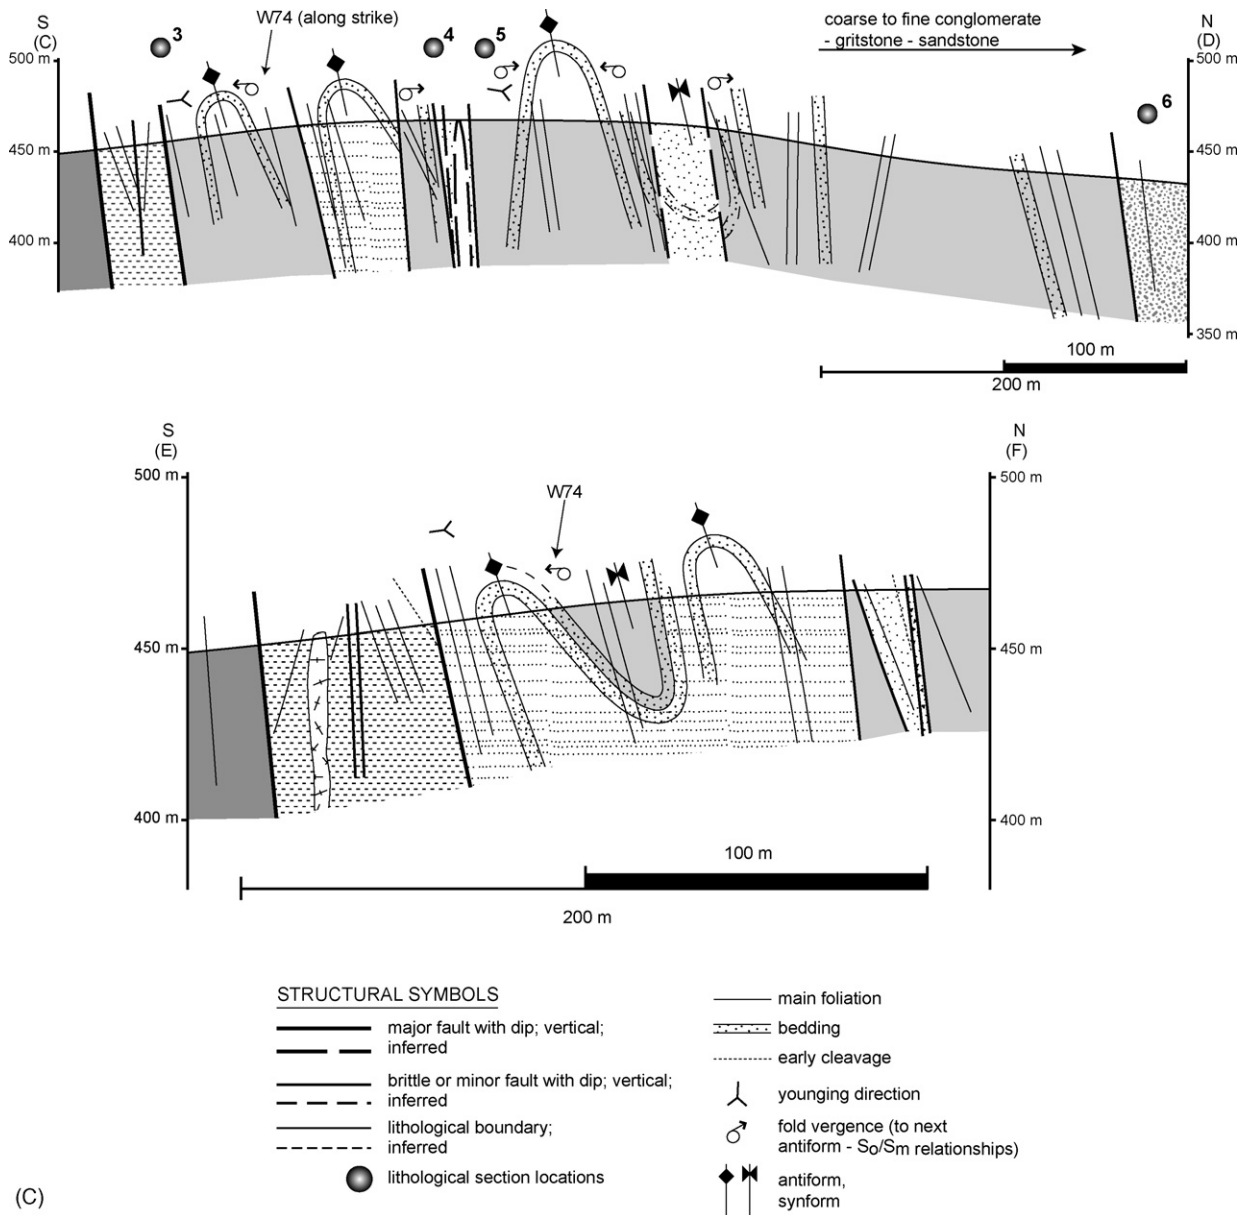 S
(C)
W74 (along strike)
3
4
5
coarse to fine conglomerate
- gritstone - sandstone
N
(D)
500 m
450 m
400 m
500 m
450 m
400 m
350 m
6
100 m
200 m
S
(E)
N
(F)
500 m
450 m
400 m
W74
500 m
450 m
400 m
100 m
200 m
STRUCTURAL SYMBOLS
major fault with dip; vertical;
inferred
brittle or minor fault with dip; vertical;
inferred
lithological boundary;
inferred
lithological section locations
main foliation
bedding
early cleavage
younging direction
fold vergence (to next
antiform - So/Sm relationships)
antiform,
synform
(C)